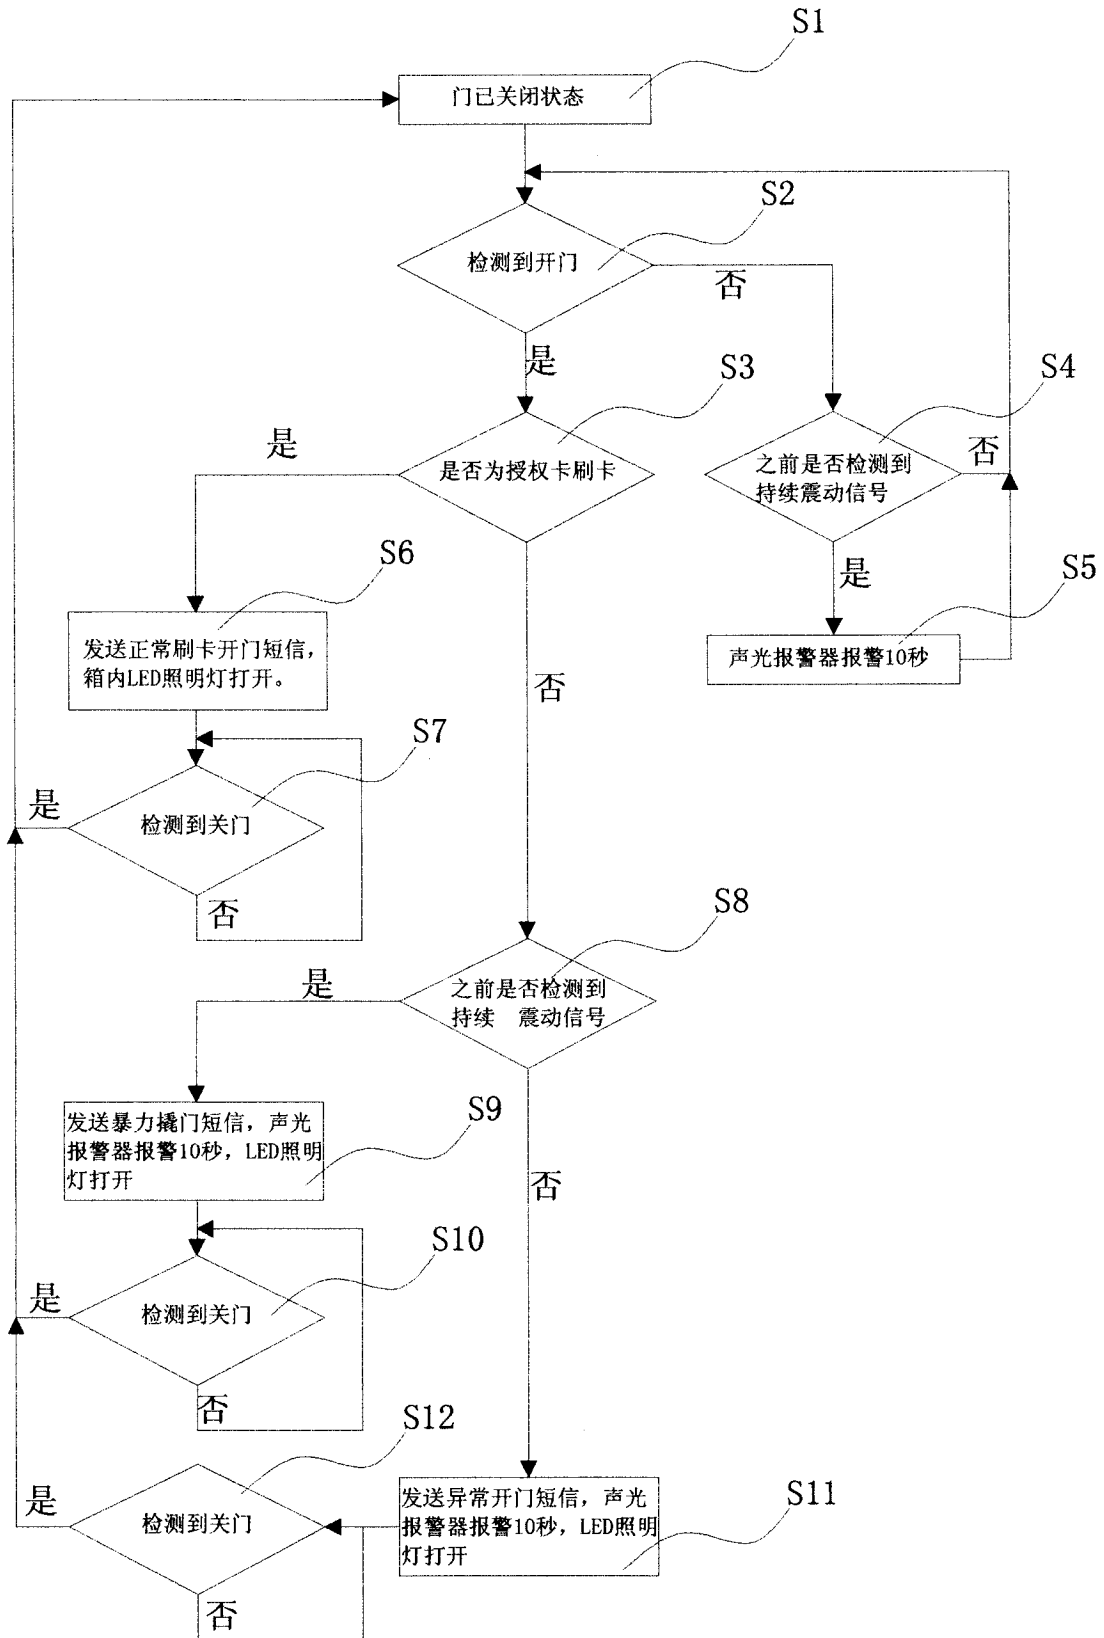 S1
门已关闭状态
S2
检测到开门
否
是
S3
S4
是
是否为授权卡刷卡
之前是否检测到
持续震动信号
否
S6
是
S5
发送正常刷卡开门短信，
箱内LED照明灯打开。
声光报警器报警10秒
否
S7
是
检测到关门
否
S8
是
之前是否检测到
持续 震动信号
S9
发送暴力撬门短信，声光
报警器报警10秒，LED照明
灯打开
否
S10
是
检测到关门
否
S12
S11
是
检测到关门
发送异常开门短信，声光
报警器报警10秒，LED照明
灯打开
否